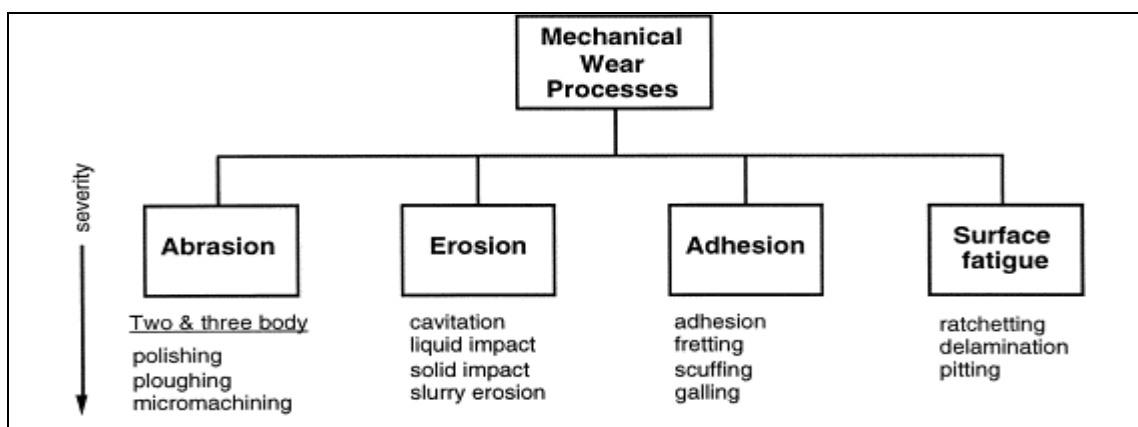 Mechanical
Wear
Processes
severity
Abrasion
Erosion
Adhesion
Surface
fatigue
Two & three body
polishing
ploughing
micromachining
cavitation
liquid impact
solid impact
slurry erosion
adhesion
fretting
scuffing
galling
ratchetting
delamination
pitting